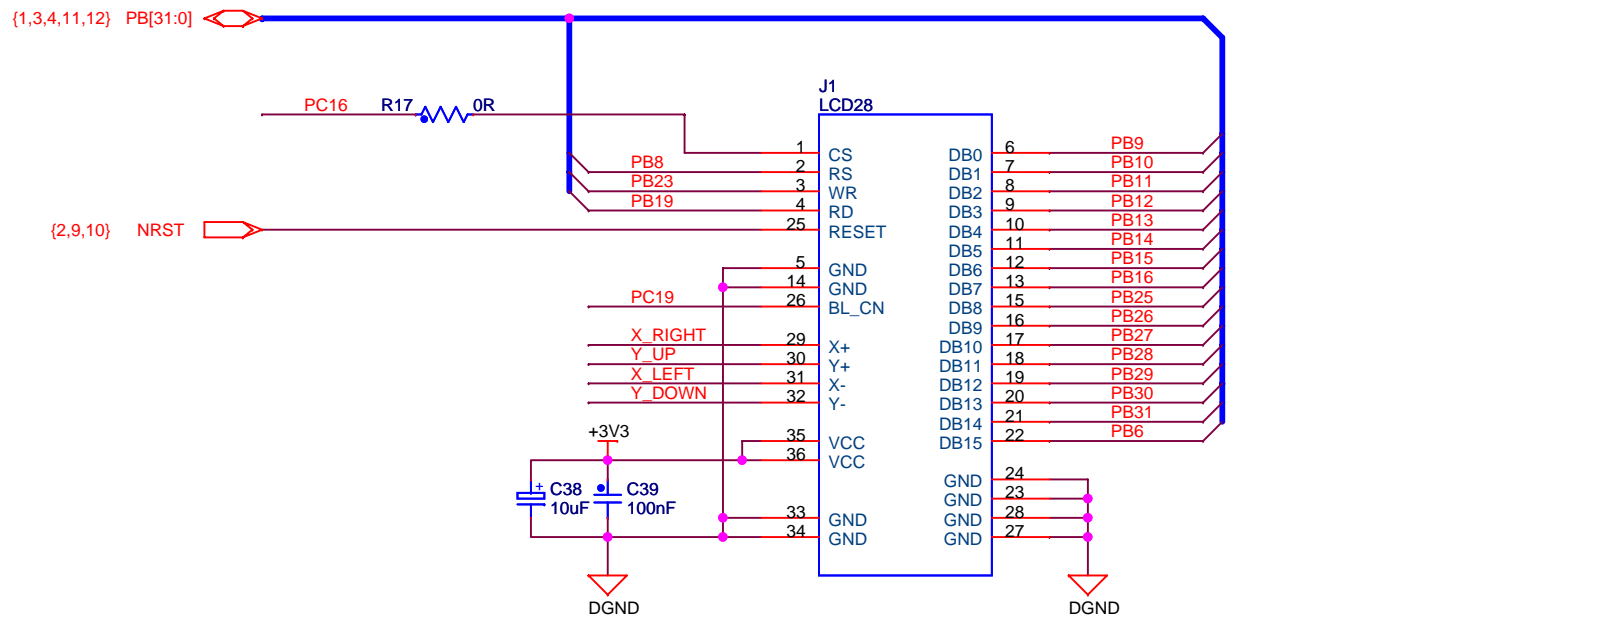 {1,3,4,11,12} PB[31:0]
J1
LCD28
PC16 R17 0R
1 CS DB0 6 PB9
PB8 2 RS DB1 7 PB10
PB23 3 WR DB2 8 PB11
PB19 4 RD DB3 9 PB12
{2,9,10} NRST 25 RESET DB4 10 PB13
DB5 11 PB14
5 GND DB6 12 PB15
14 GND DB7 13 PB16
PC19 26 BL_CN DB8 15 PB25
DB9 16 PB26
X_RIGHT 29 X+ DB10 17 PB27
Y_UP 30 Y+ DB11 18 PB28
X_LEFT 31 X- DB12 19 PB29
Y_DOWN 32 Y- DB13 20 PB30
DB14 21 PB31
+3V3 35 VCC DB15 22 PB6
36 VCC
GND 24
+ C38 C39 GND 23
10uF 100nF
33 GND GND 28
34 GND GND 27
DGND DGND